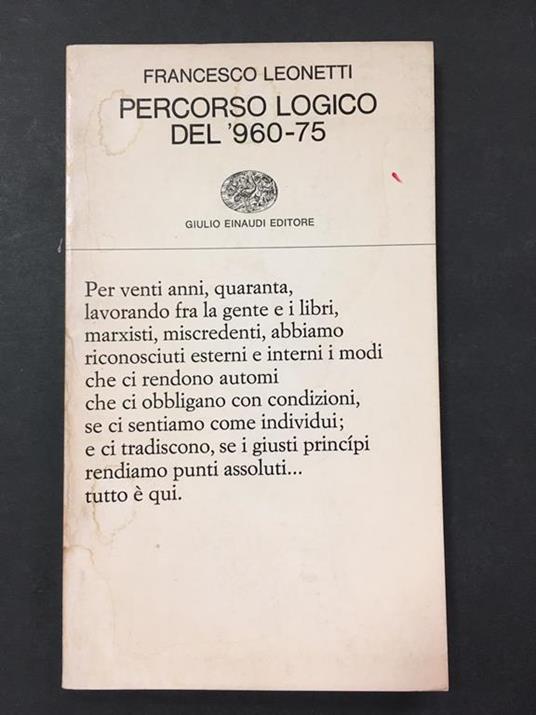 FRANCESCO LEONETTI
PERCORSO LOGICO
DEL '960-75
GIULIO EINAUDI EDITORE
Per venti anni, quaranta,
lavorando fra la gente e i libri,
marxisti, miscredenti, abbiamo
riconosciuti esterni e interni i modi
che ci rendono automi
che ci obbligano con condizioni,
se ci sentiamo come individui;
e ci tradiscono, se i giusti princípi
rendiamo punti assoluti...
tutto è qui.